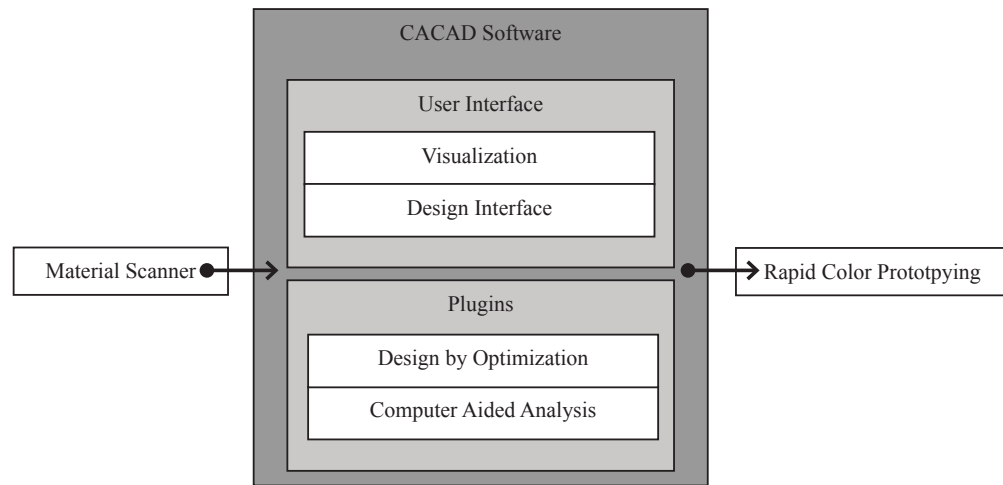 CACAD Software
User Interface
Visualization
Design Interface
Material Scanner
Rapid Color Prototpying
Plugins
Design by Optimization
Computer Aided Analysis